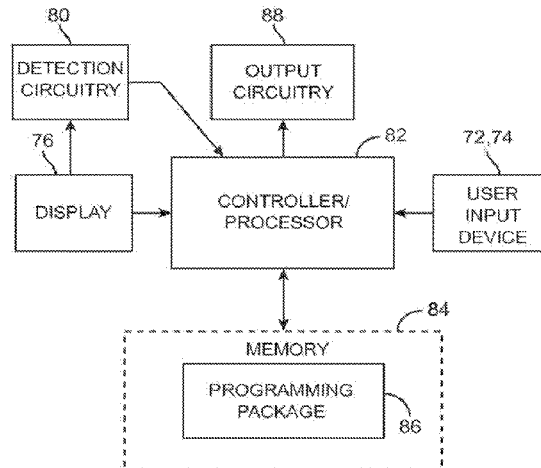 80
88
DETECTION
CIRCUITRY
OUTPUT
CIRCUITRY
76
82
72,74
DISPLAY
CONTROLLER/
PROCESSOR
USER
INPUT
DEVICE
84
MEMORY
PROGRAMMING
PACKAGE
86